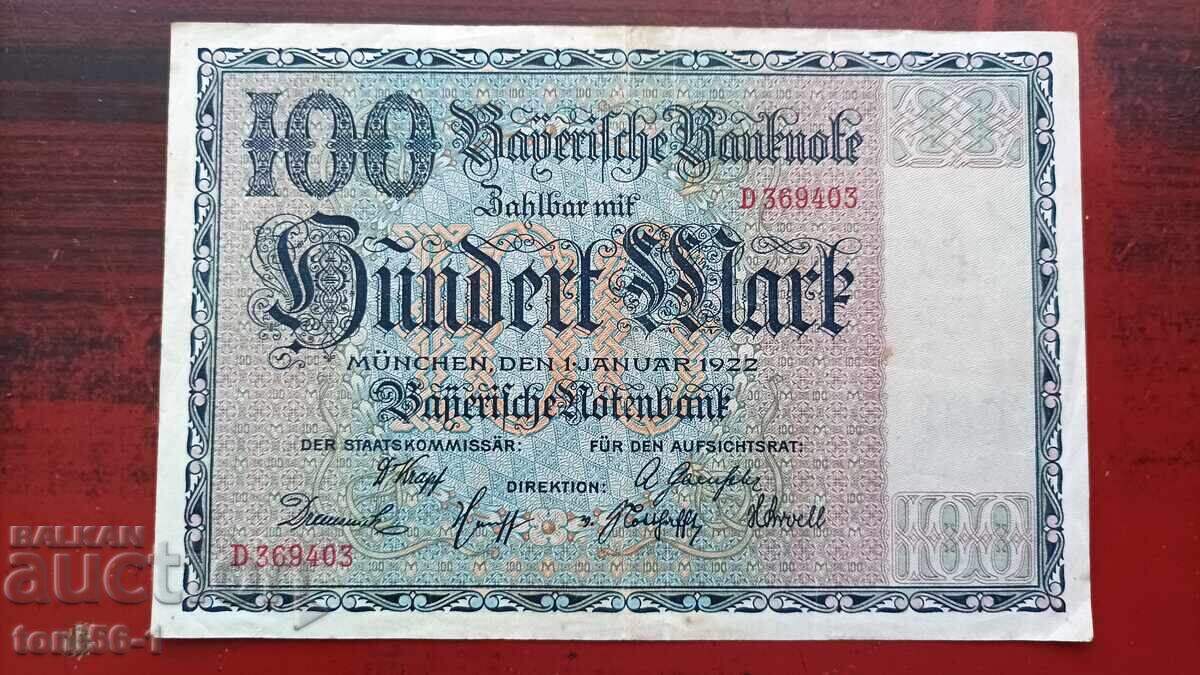 100 Bayerische Banknote
Zahlbar mit
D 369403
Hundert Mark
MÜNCHEN, DEN 1. JANUAR 1922
Bayerische Notenbank
DER STAATSKOMMISSÄR: FÜR DEN AUFSICHTSRAT:
DIREKTION:
D 369403
100
BALKAN
auction